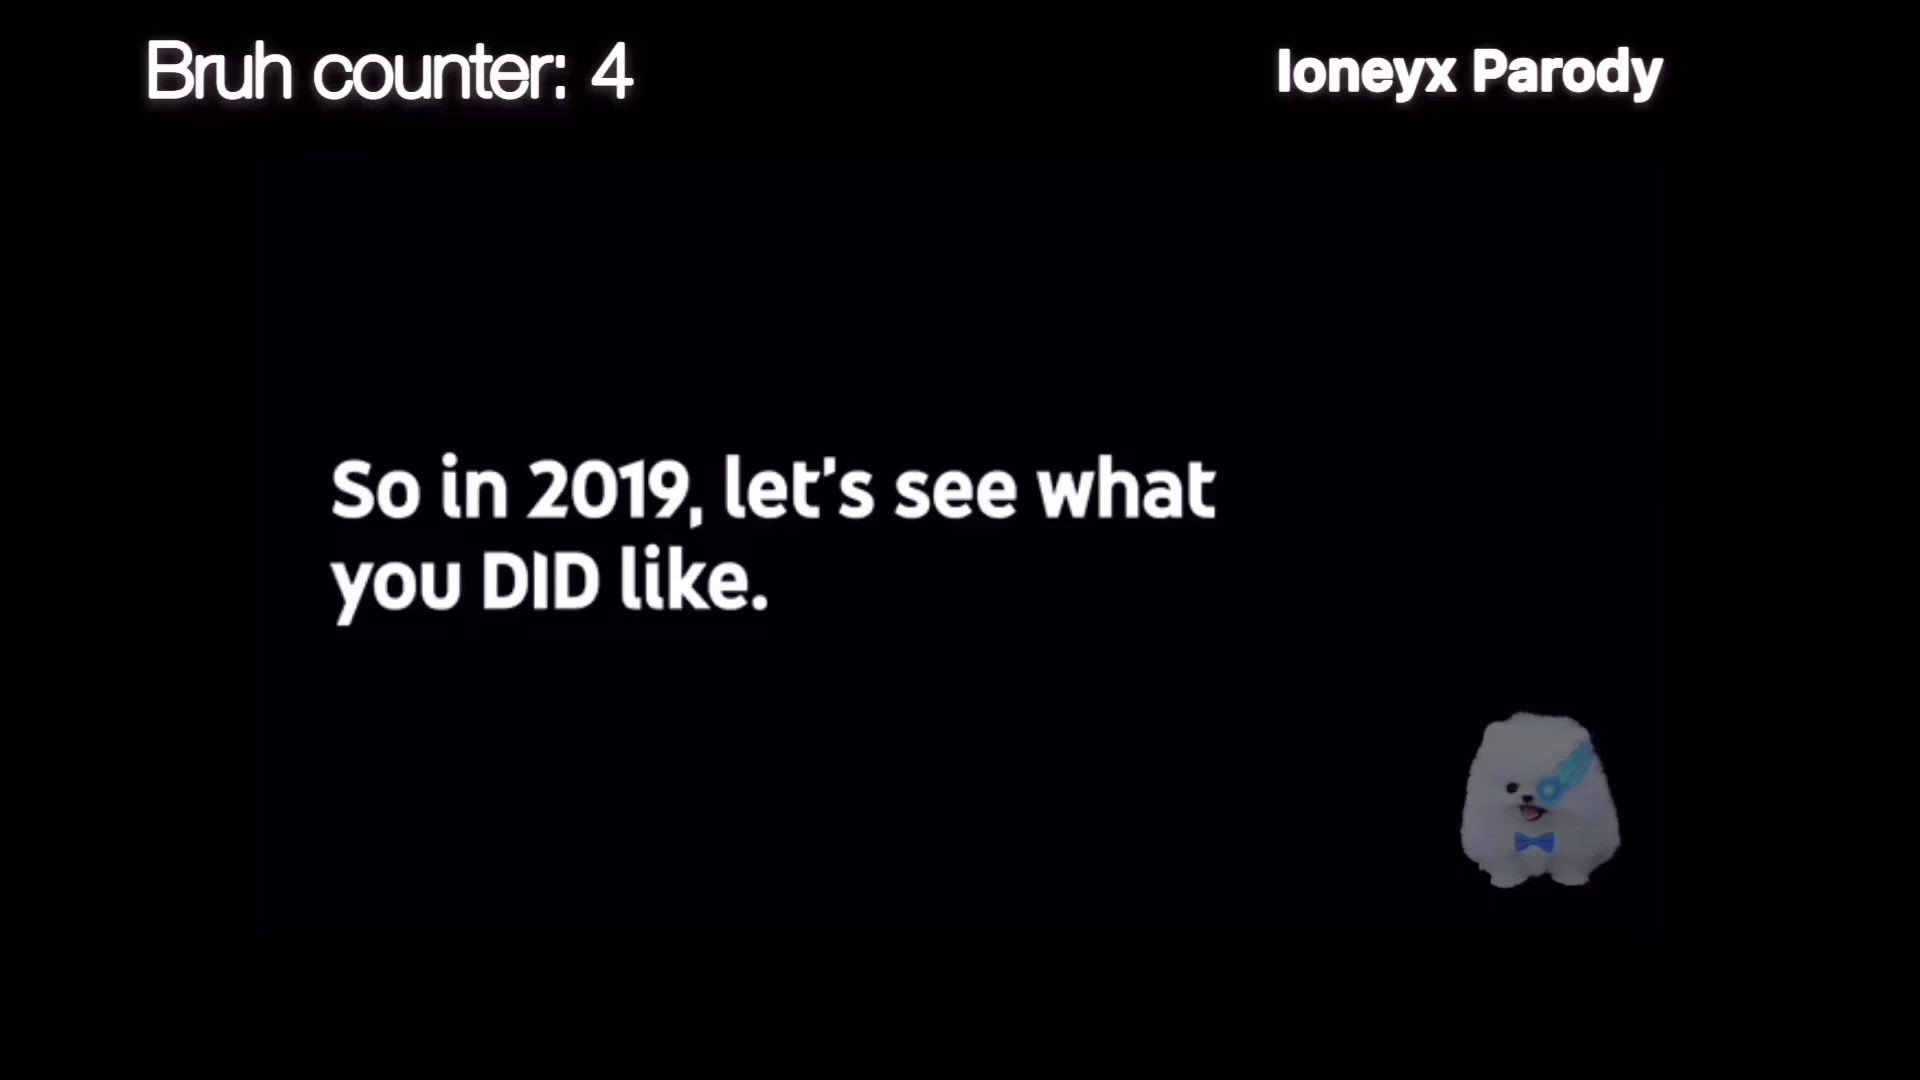 Bruh counter: 4
Ioneyx Parody
So in 2019, let's see what
you DID like.